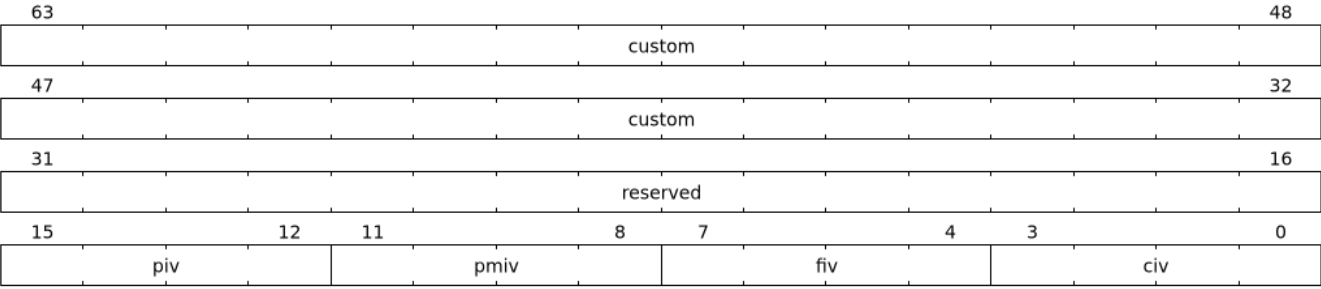 63 48
custom
47 32
custom
31 16
reserved
15 12 11 8 7 4 3 0
piv pmiv fiv civ